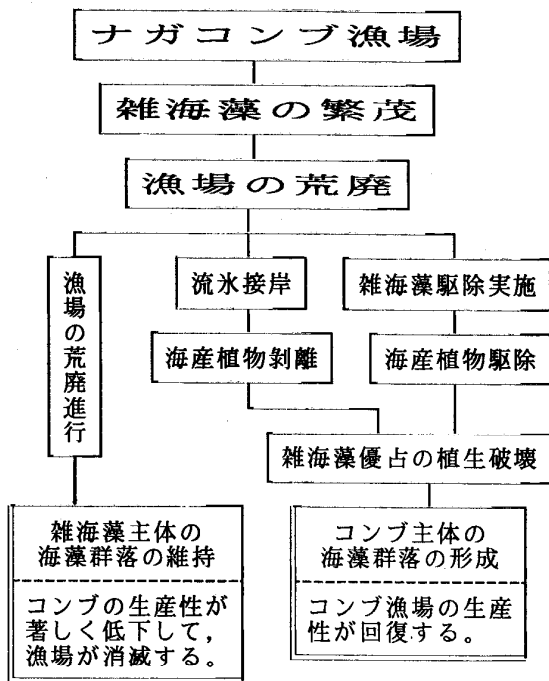 ナガコンブ漁場
雑海藻の繁茂
漁場の荒廃
漁場の荒廃進行
流氷接岸
雑海藻駆除実施
海産植物剝離
海産植物駆除
雑海藻優占の植生破壊
雑海藻主体の
海藻群落の維持
コンブの生産性が
著しく低下して，
漁場が消滅する。
コンブ主体の
海藻群落の形成
コンブ漁場の生産
性が回復する。